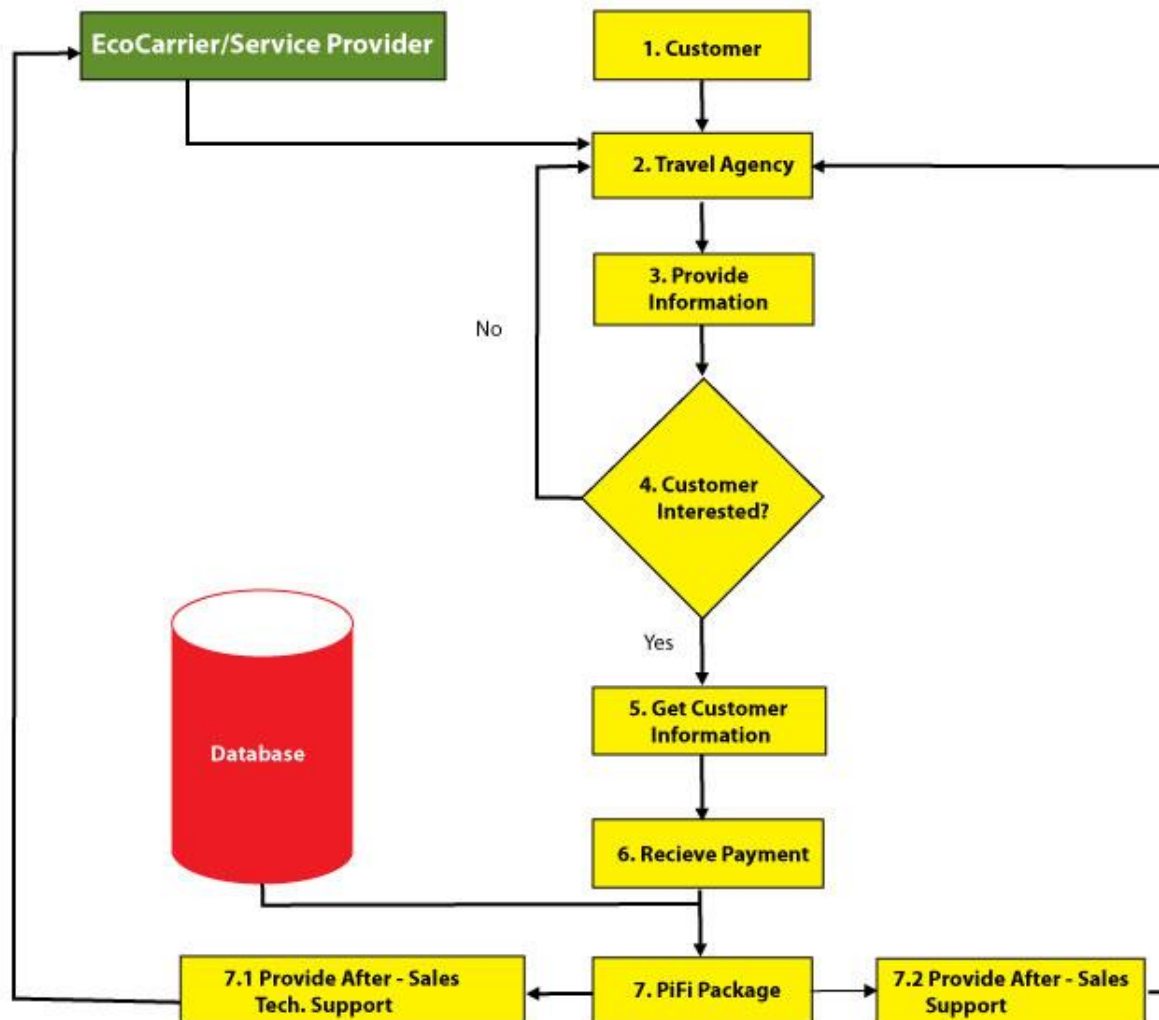 EcoCarrier/Service Provider
1. Customer
2. Travel Agency
3. Provide
Information
No
4. Customer
Interested?
Yes
5. Get Customer
Information
Database
6. Recieve Payment
7.1 Provide After - Sales
Tech. Support
7. PiFi Package
7.2 Provide After - Sales
Support